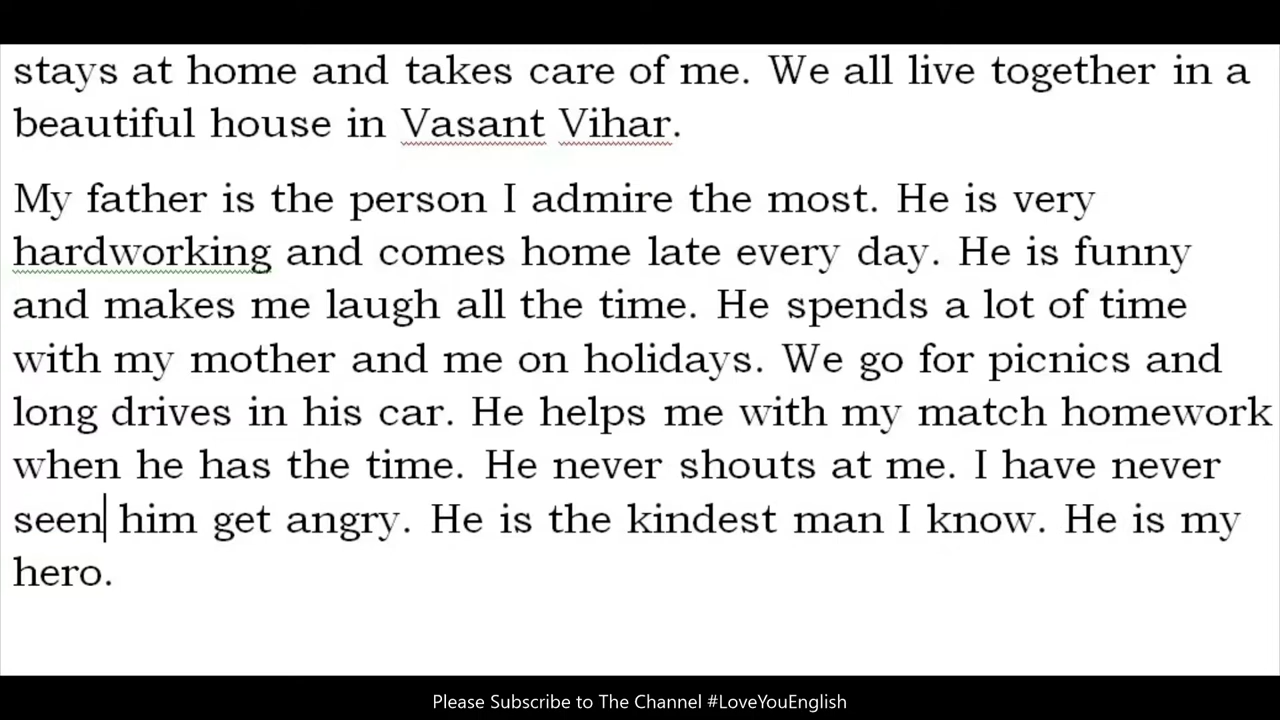 stays at home and takes care of me. We all live together in a
beautiful house in Vasant Vihar.
My father is the person I admire the most. He is very
hardworking and comes home late every day. He is funny
and makes me laugh all the time. He spends a lot of time
with my mother and me on holidays. We go for picnics and
long drives in his car. He helps me with my match homework
when he has the time. He never shouts at me. I have never
seen him get angry. He is the kindest man I know. He is my
hero.
Please Subscribe to The Channel #LoveYouEnglish